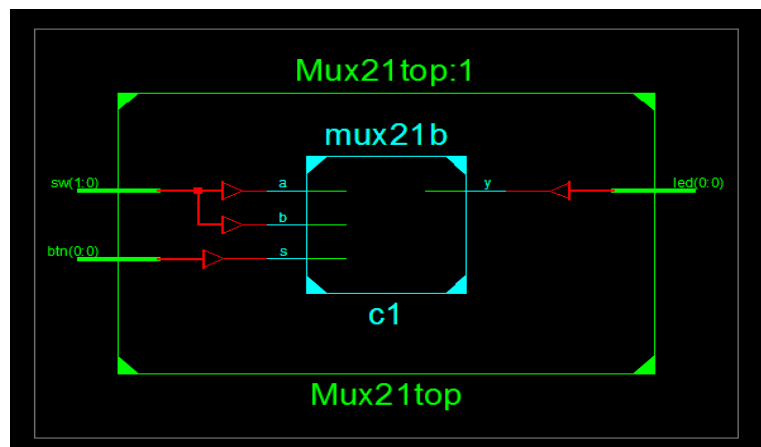 Mux21top:1
mux21b
sw(1:0)
a
y
led(0:0)
b
btn(0:0)
s
c1
Mux21top